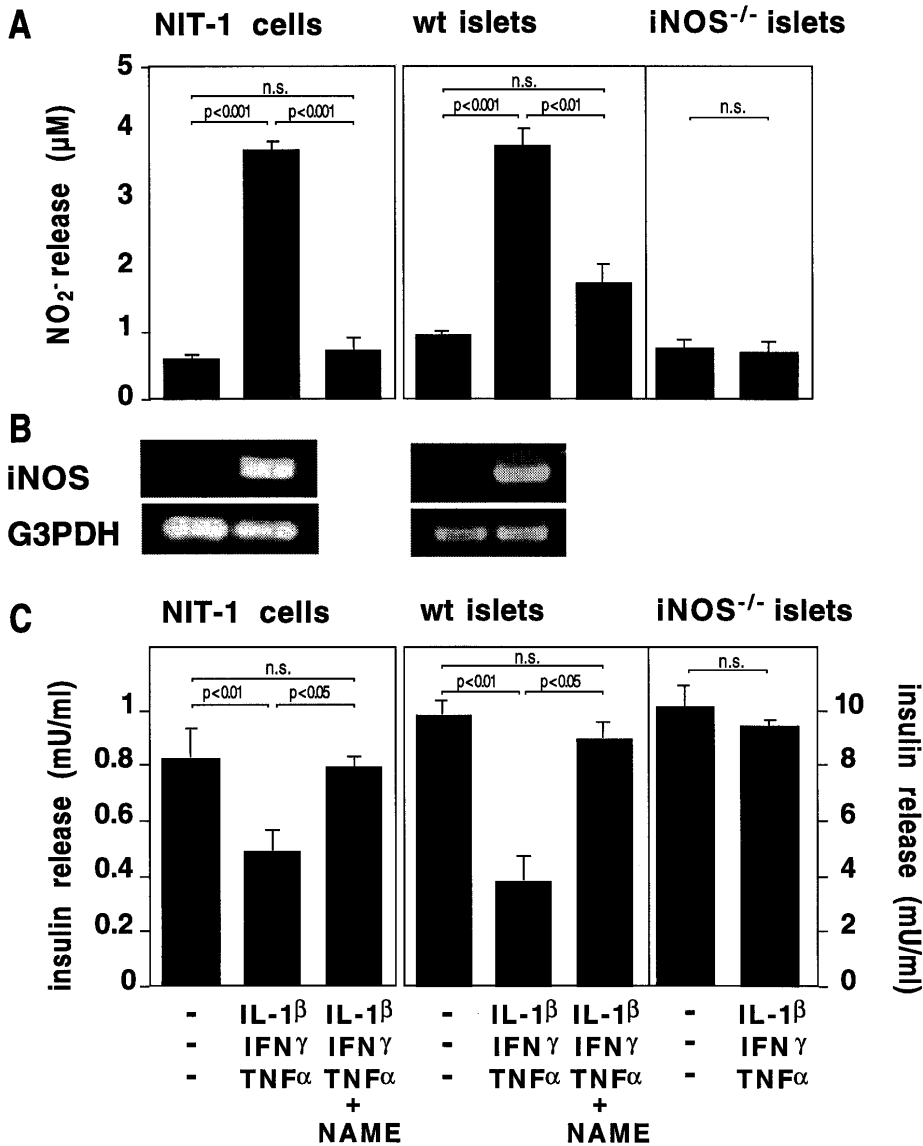 A
NIT-1 cells wt islets iNOS-/- islets
NO2- release (µM)
5
4
3
2
1
0
n.s.
p<0.001 p<0.001
n.s.
p<0.001 p<0.01
n.s.
B
iNOS
G3PDH
C
NIT-1 cells wt islets iNOS-/- islets
insulin release (mU/ml)
1
0.8
0.6
0.4
0.2
0
n.s.
p<0.01 p<0.05
n.s.
p<0.01 p<0.05
n.s.
10
8
6
4
2
0
insulin release (mU/ml)
- IL-1β IL-1β - IL-1β IL-1β - IL-1β
- IFNγ IFNγ - IFNγ IFNγ - IFNγ
- TNFα TNFα - TNFα TNFα - TNFα
+ +
NAME NAME